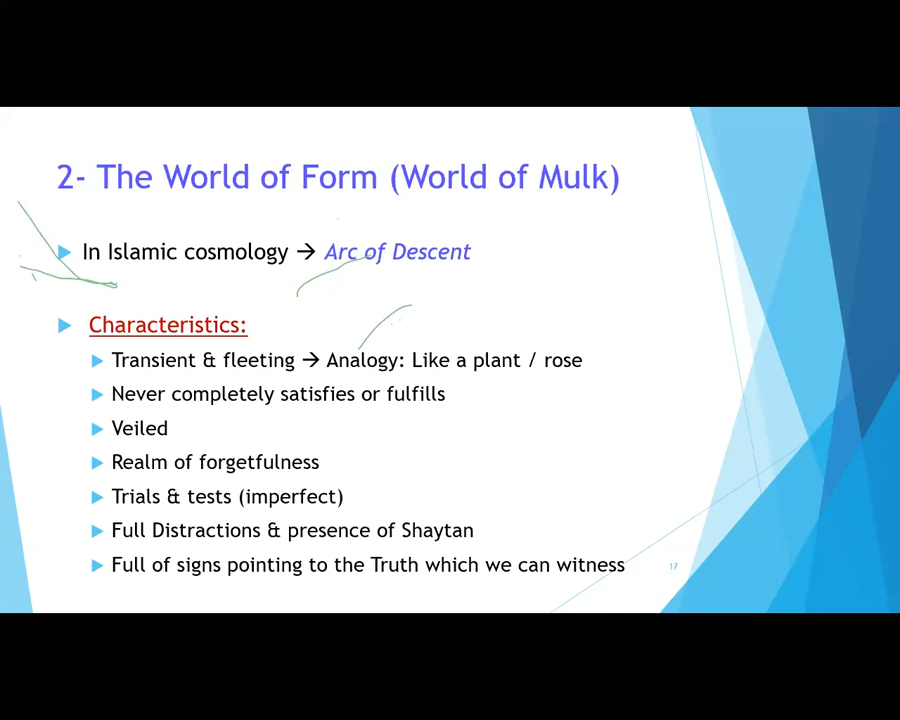 2- The World of Form (World of Mulk)
In Islamic cosmology → Arc of Descent
Characteristics:
Transient & fleeting → Analogy: Like a plant / rose
Never completely satisfies or fulfills
Veiled
Realm of forgetfulness
Trials & tests (imperfect)
Full Distractions & presence of Shaytan
Full of signs pointing to the Truth which we can witness
17